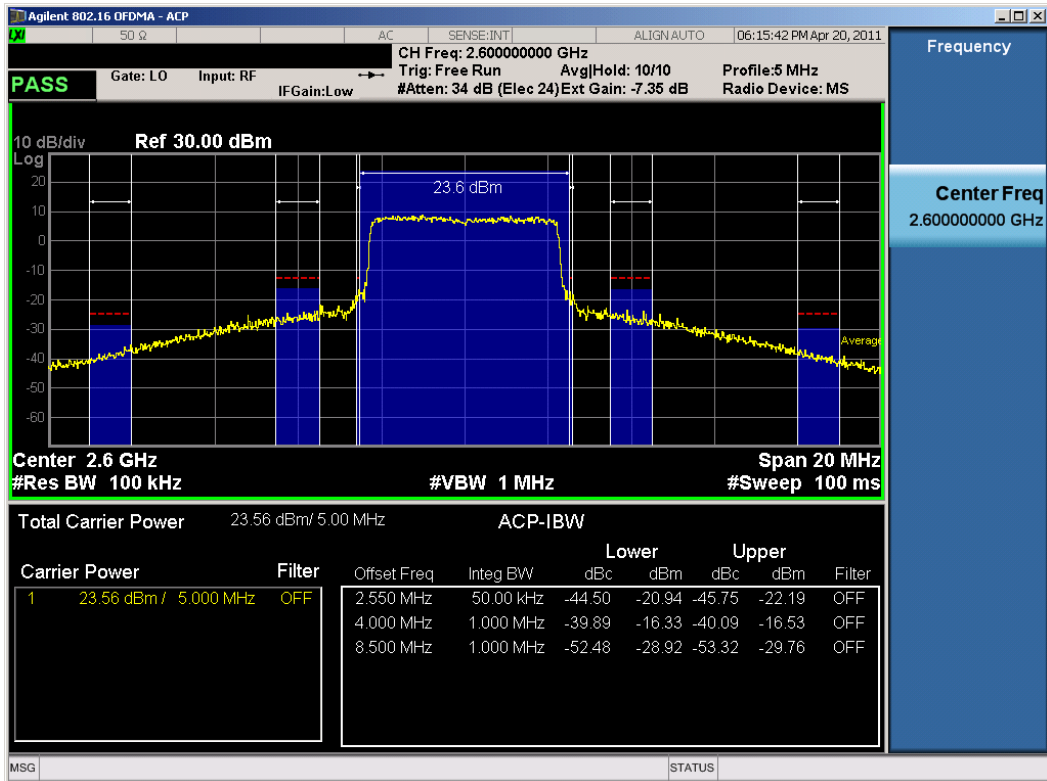 Agilent 802.16 OFDMA - ACP
LXI 50 Ω AC SENSE:INT ALIGN AUTO 06:15:42 PM Apr 20, 2011
CH Freq: 2.600000000 GHz
PASS Gate: LO Input: RF Trig: Free Run Avg|Hold: 10/10 Profile:5 MHz
IFGain:Low #Atten: 34 dB (Elec 24) Ext Gain: -7.35 dB Radio Device: MS
Frequency
Center Freq
2.600000000 GHz
10 dB/div Ref 30.00 dBm
Log
23.6 dBm
20
10
0
-10
-20
-30
Average
-40
-50
-60
Center 2.6 GHz Span 20 MHz
#Res BW 100 kHz #VBW 1 MHz #Sweep 100 ms
Total Carrier Power 23.56 dBm/ 5.00 MHz ACP-IBW
Lower Upper
Carrier Power Filter Offset Freq Integ BW dBc dBm dBc dBm Filter
1 23.56 dBm / 5.000 MHz OFF 2.550 MHz 50.00 kHz -44.50 -20.94 -45.75 -22.19 OFF
4.000 MHz 1.000 MHz -39.89 -16.33 -40.09 -16.53 OFF
8.500 MHz 1.000 MHz -52.48 -28.92 -53.32 -29.76 OFF
MSG STATUS